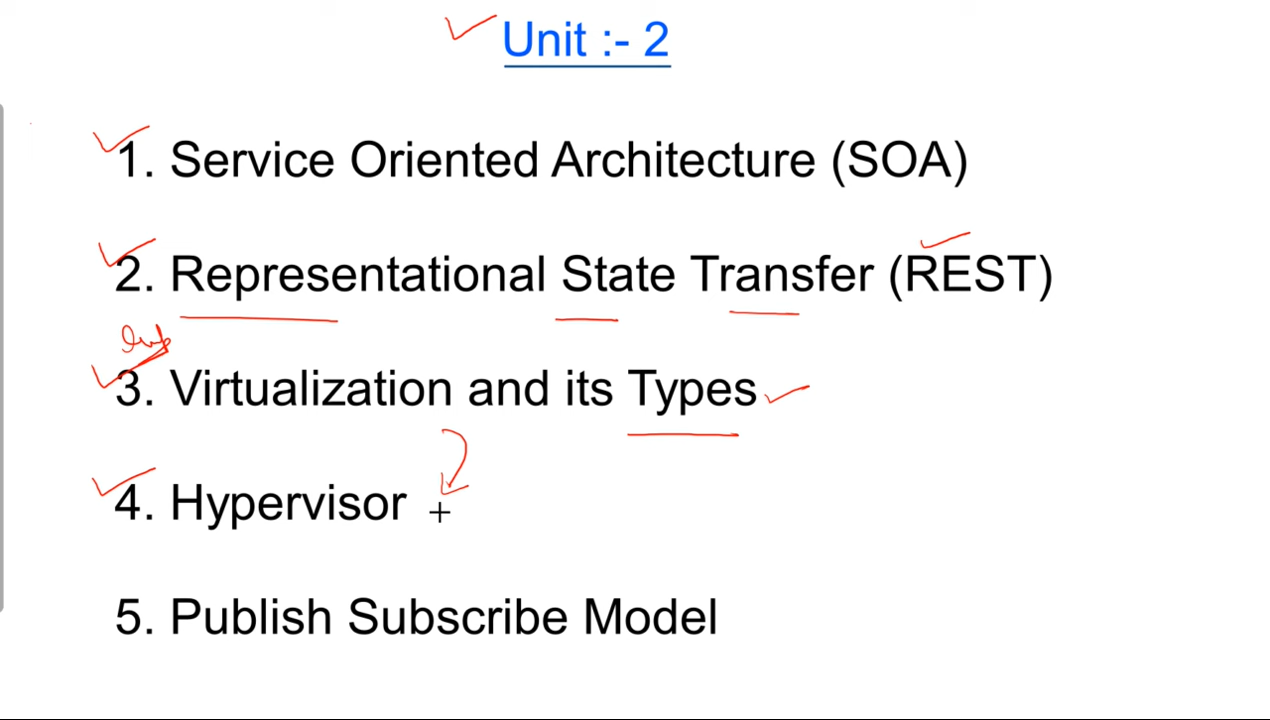 Unit :- 2
1. Service Oriented Architecture (SOA)
2. Representational State Transfer (REST)
Imp
3. Virtualization and its Types
4. Hypervisor
5. Publish Subscribe Model